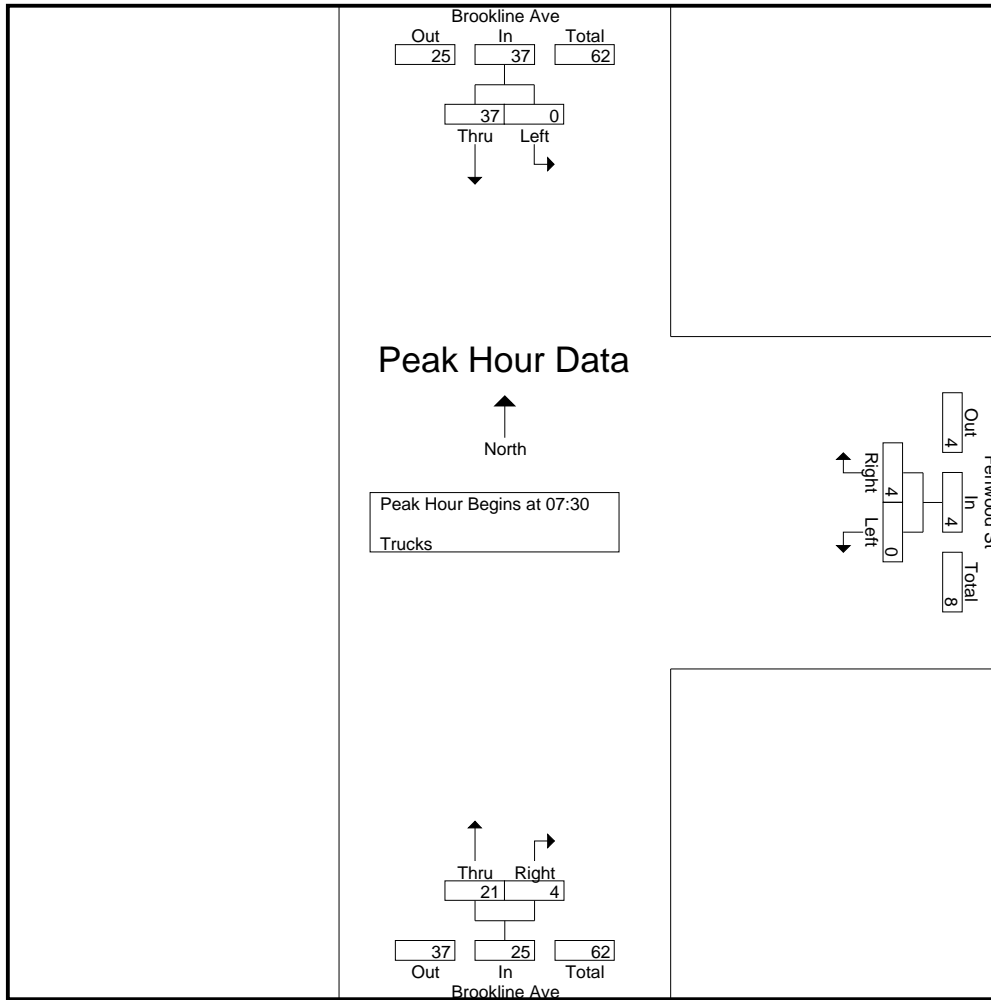 Brookline Ave
Out In Total
25 37 62
37 0
Thru Left
Peak Hour Data
North
Peak Hour Begins at 07:30
Trucks
Out In Total
4 4 8
Right Left
4 0
St
Thru Right
21 4
37 25 62
Out In Total
Brookline Ave